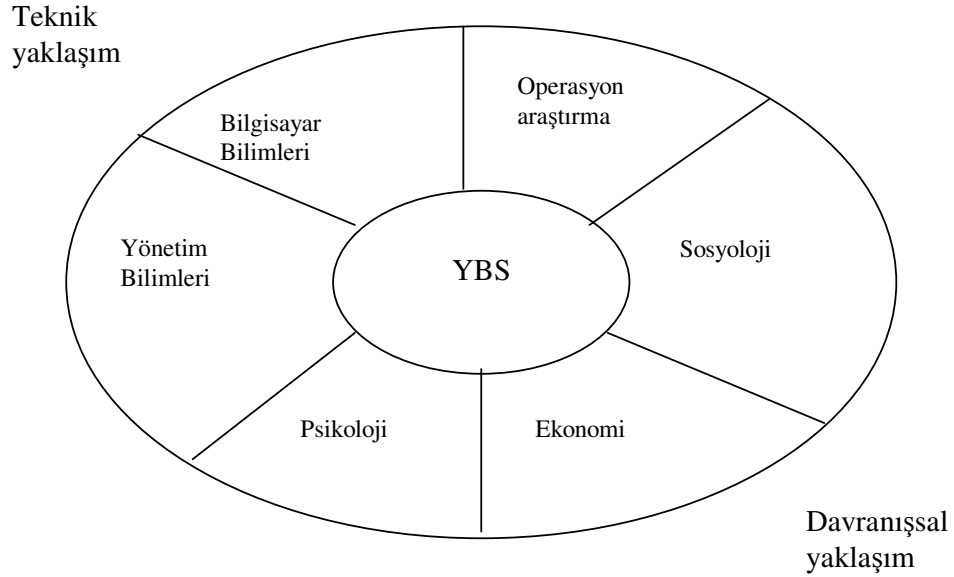 Teknik
yaklaşım
Operasyon
araştırma
Bilgisayar
Bilimleri
Yönetim
Bilimleri
Sosyoloji
YBS
Psikoloji
Ekonomi
Davranışsal
yaklaşım